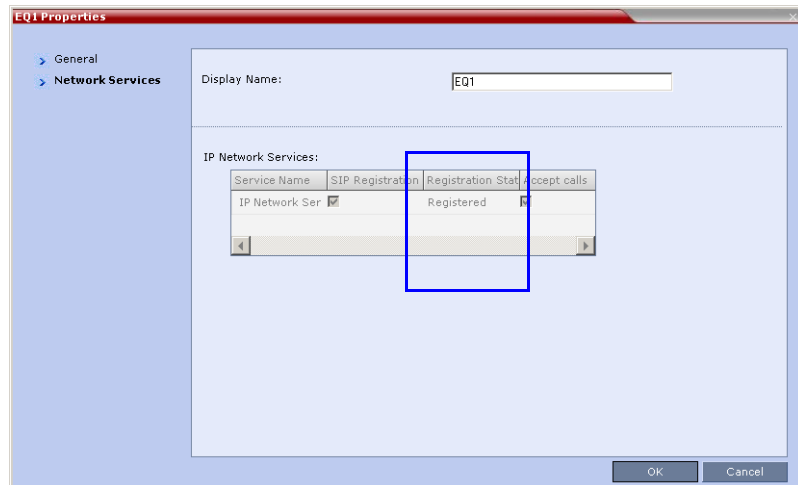 EQ1 Properties
General
Network Services
Display Name:
EQ1
IP Network Services:
Service Name SIP Registration Registration Stat Accept calls
IP Network Ser Registered
OK Cancel